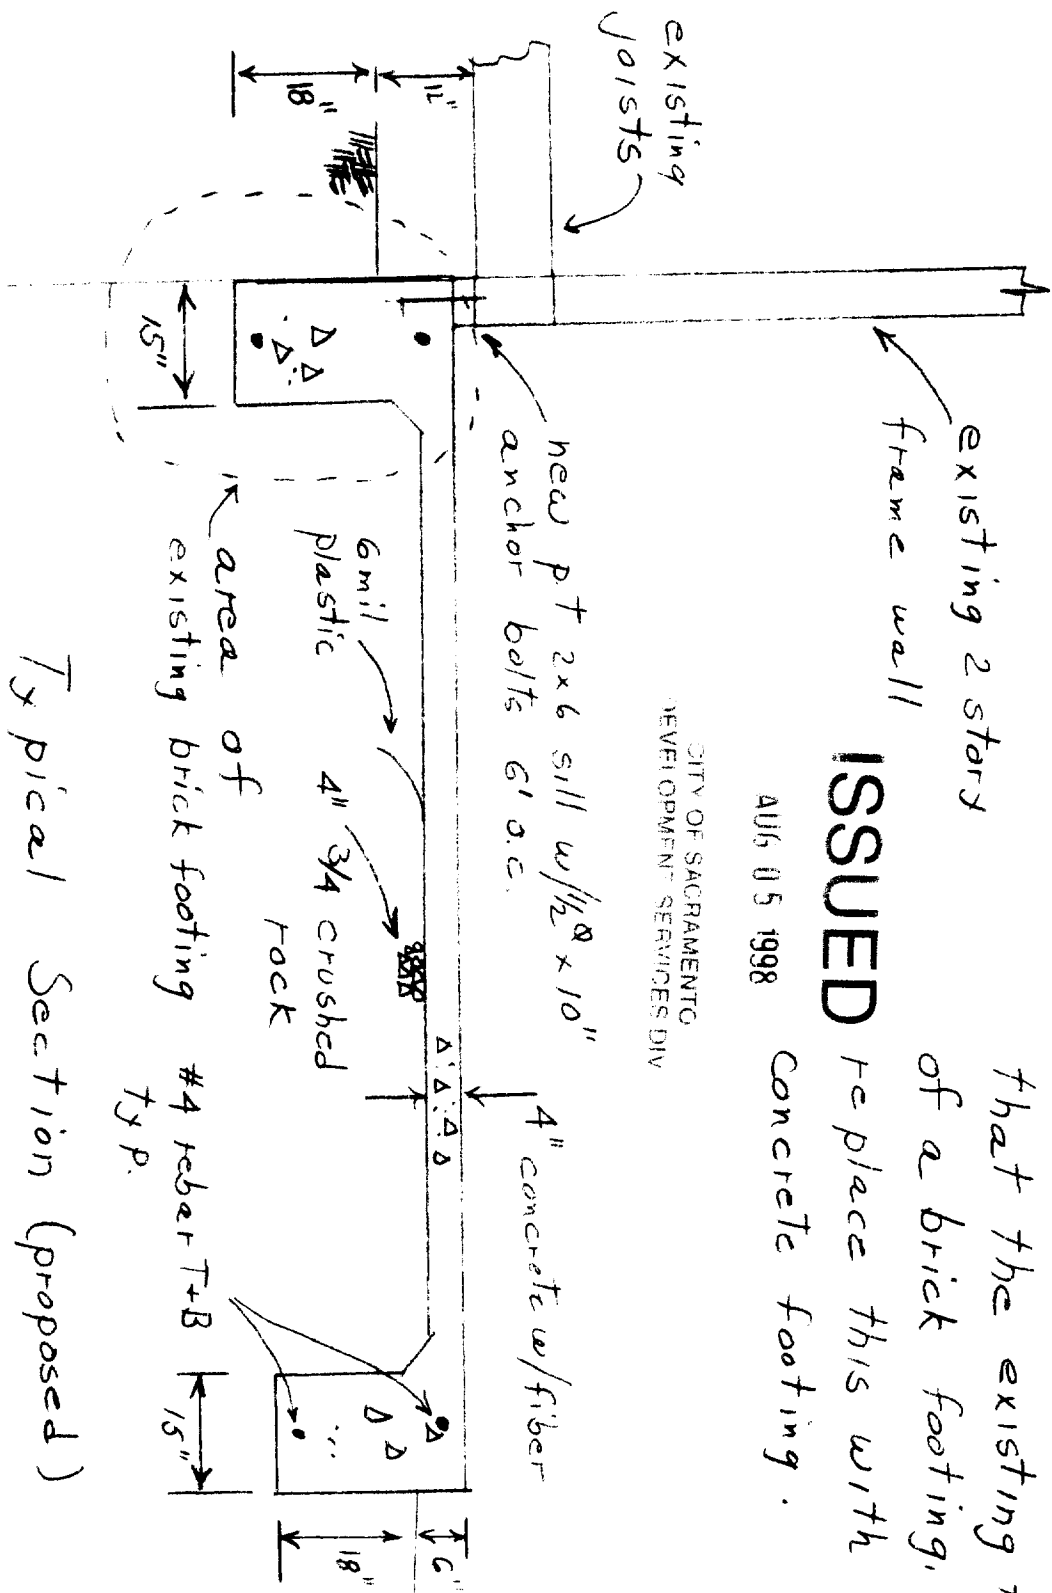 that the existing
of a brick footing.
replace this with
concrete footing.
ISSUED
AUG 05 1998
CITY OF SACRAMENTO
DEVELOPMENT SERVICES DIV
existing 2 story
frame wall
existing
joists
12"
18"
new p.t 2x6 sill w/ 1/2 ø x 10"
anchor bolts 6' o.c.
4" concrete w/fiber
6"
18"
15"
15"
6mil
plastic
4" 3/4 crushed
rock
area of
existing brick footing
#4 rebar T+B
Typ.
Typical Section (proposed)